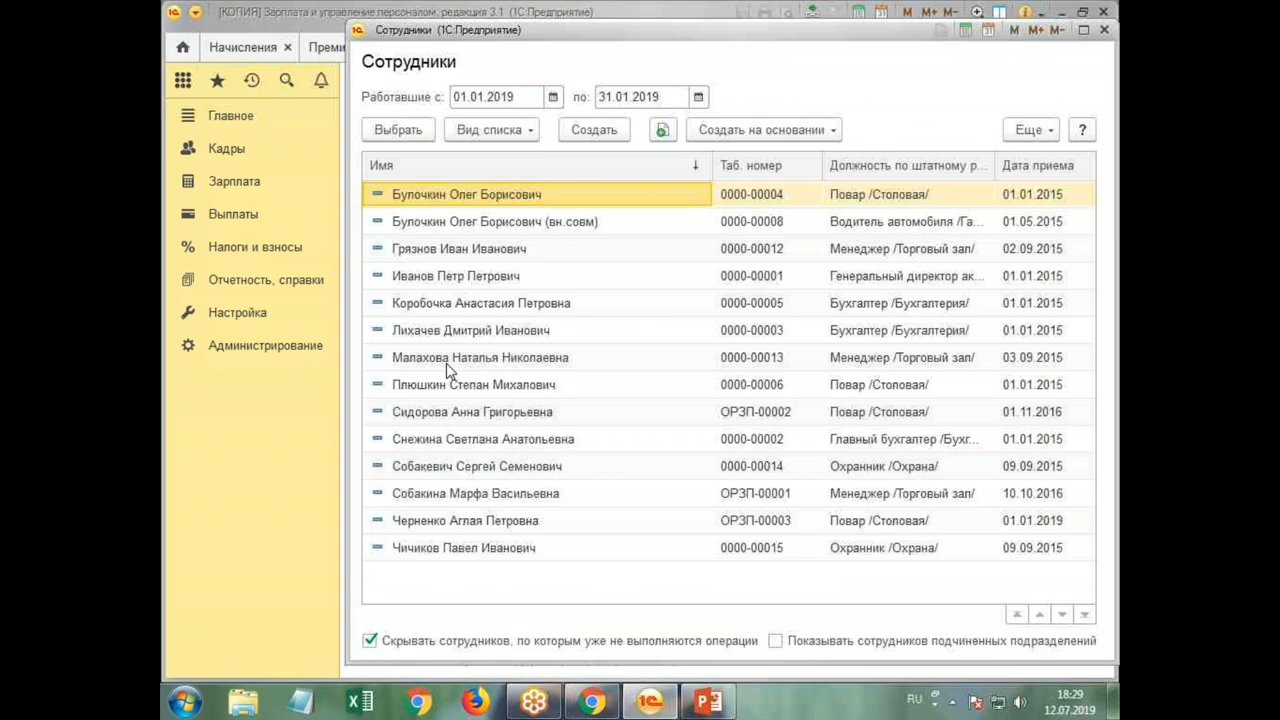 [КОПИЯ] Зарплата и управление персоналом, редакция 3.1 (1С:Предприятие)
M M+ M-
Сотрудники (1С:Предприятие)
M M+ M-
Начисления ×
Преми
Главное
Кадры
Зарплата
Выплаты
Налоги и взносы
Отчетность, справки
Настройка
Администрирование
Сотрудники
Работавшие с: 01.01.2019 по: 31.01.2019
Выбрать Вид списка Создать Создать на основании Еще ?
Имя ↓ Таб. номер Должность по штатному р... Дата приема
Булочкин Олег Борисович 0000-00004 Повар /Столовая/ 01.01.2015
Булочкин Олег Борисович (вн.совм) 0000-00008 Водитель автомобиля /Га... 01.05.2015
Грязнов Иван Иванович 0000-00012 Менеджер /Торговый зал/ 02.09.2015
Иванов Петр Петрович 0000-00001 Генеральный директор ак... 01.01.2015
Коробочка Анастасия Петровна 0000-00005 Бухгалтер /Бухгалтерия/ 01.01.2015
Лихачев Дмитрий Иванович 0000-00003 Бухгалтер /Бухгалтерия/ 01.01.2015
Малахова Наталья Николаевна 0000-00013 Менеджер /Торговый зал/ 03.09.2015
Плюшкин Степан Михалович 0000-00006 Повар /Столовая/ 01.01.2015
Сидорова Анна Григорьевна ОРЗП-00002 Повар /Столовая/ 01.11.2016
Снежина Светлана Анатольевна 0000-00002 Главный бухгалтер /Бухг... 01.01.2015
Собакевич Сергей Семенович 0000-00014 Охранник /Охрана/ 09.09.2015
Собакина Марфа Васильевна ОРЗП-00001 Менеджер /Торговый зал/ 10.10.2016
Черненко Аглая Петровна ОРЗП-00003 Повар /Столовая/ 01.01.2019
Чичиков Павел Иванович 0000-00015 Охранник /Охрана/ 09.09.2015
Скрывать сотрудников, по которым уже не выполняются операции Показывать сотрудников подчиненных подразделений
RU
18:29
12.07.2019